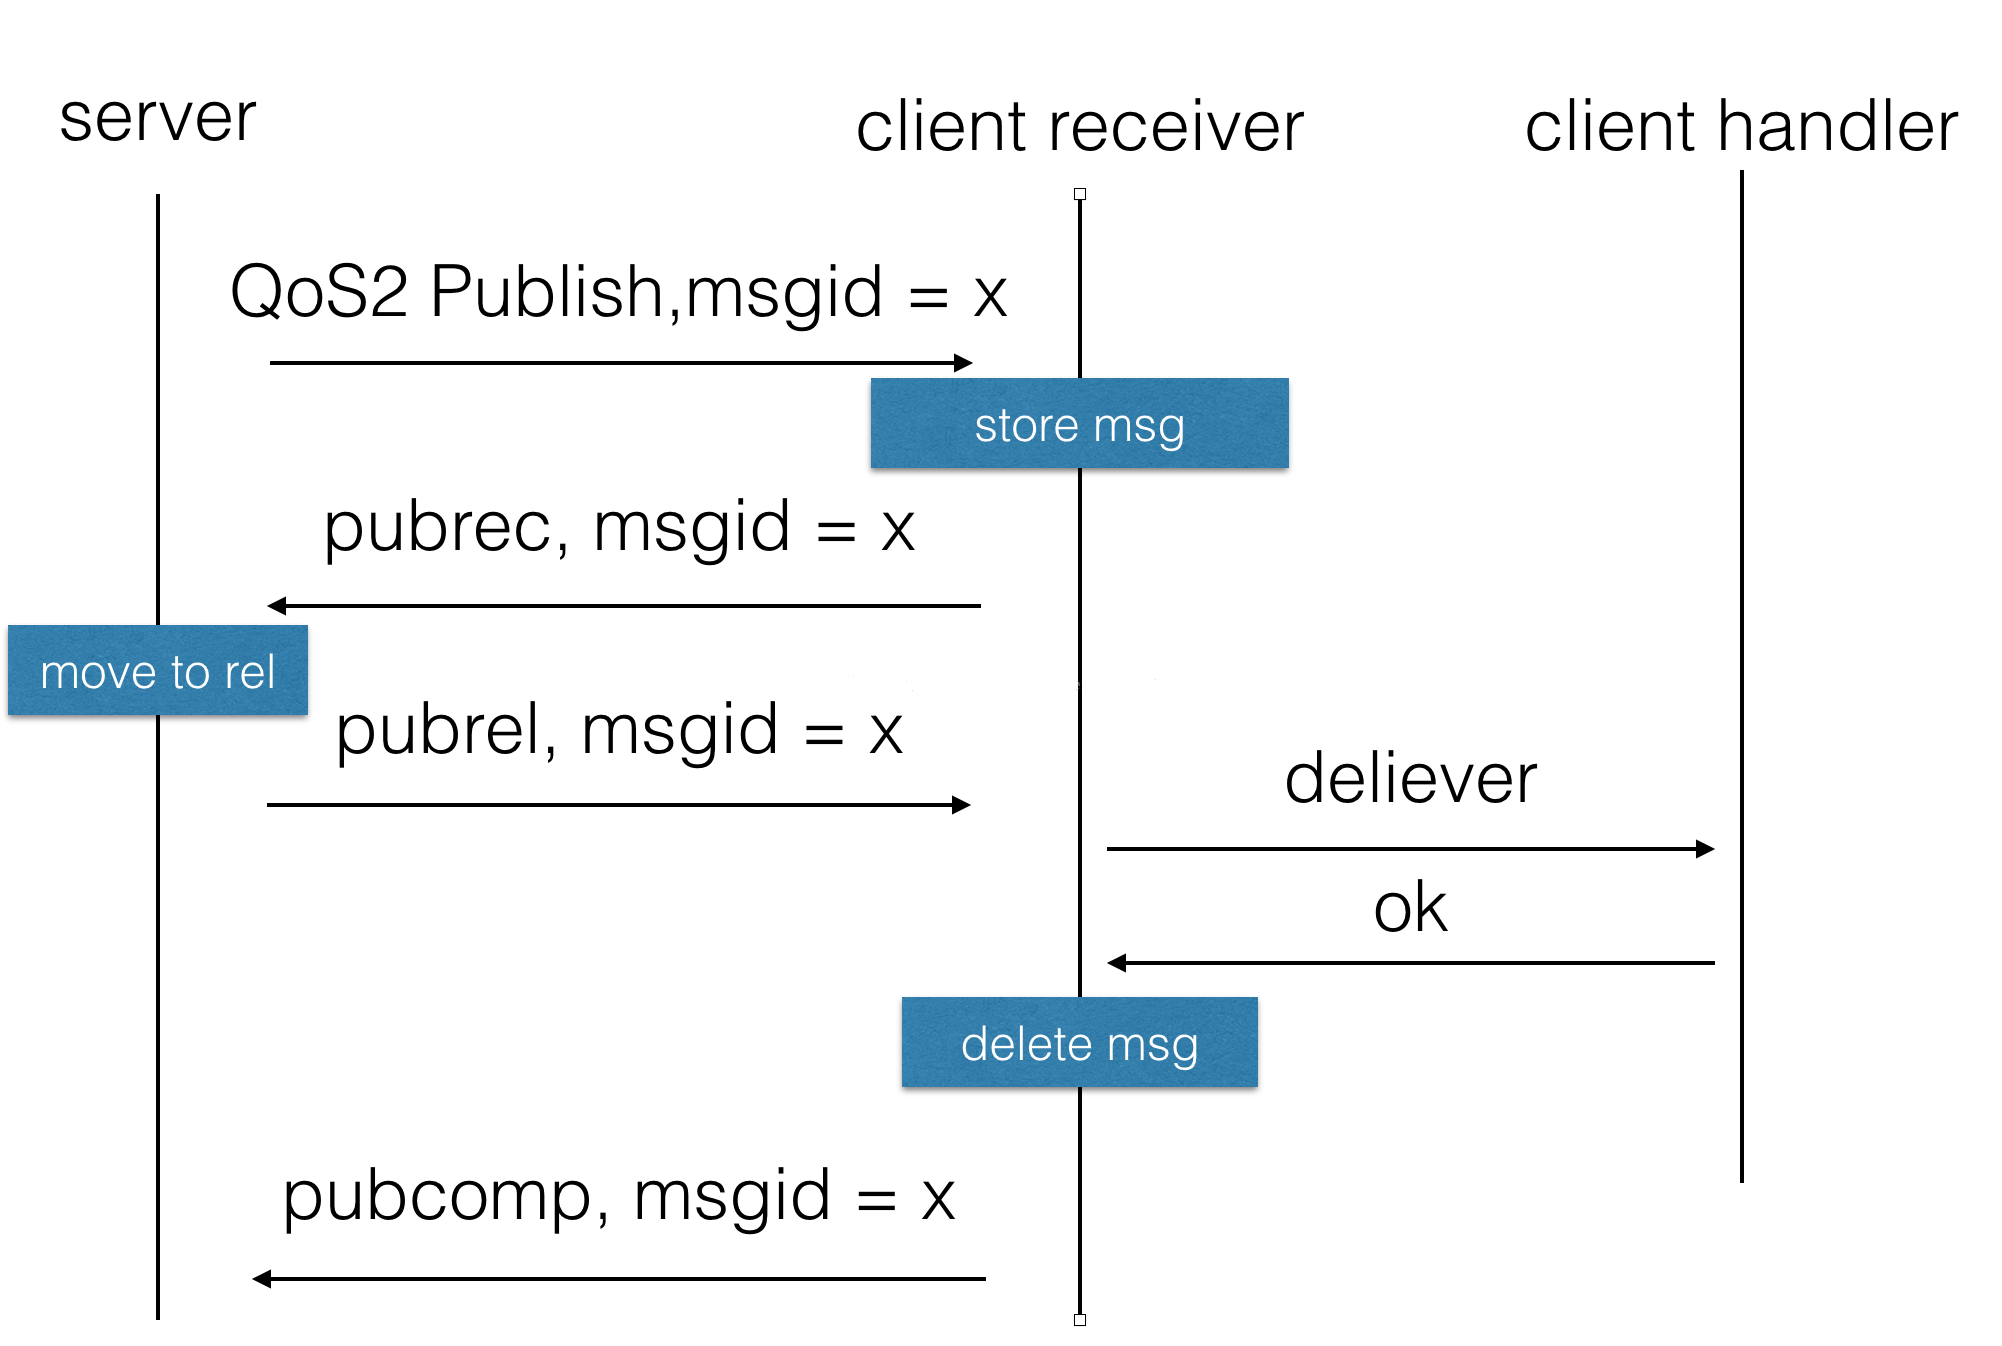 server
client receiver
client handler
QoS2 Publish,msgid = x
store msg
pubrec, msgid = x
move to rel
pubrel, msgid = x
deliever
ok
delete msg
pubcomp, msgid = x